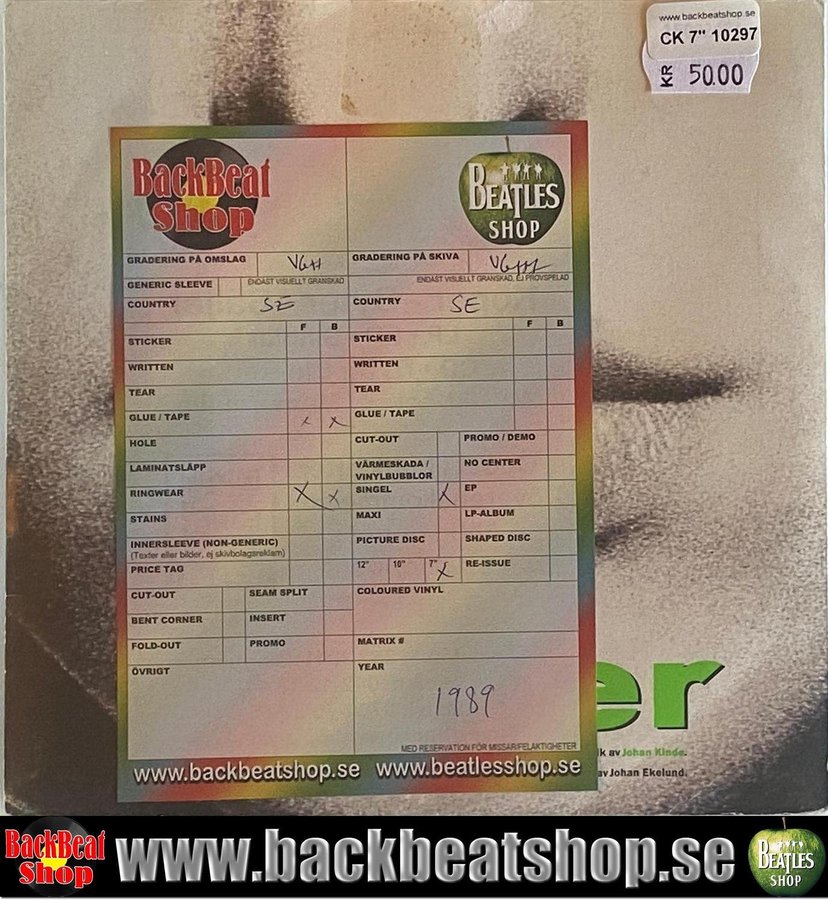 www.backbeatshop.se
CK 7" 10297
KR 50.00
BackBeat
Shop
BEATLES
SHOP
GRADERING PÅ OMSLAG VG+
GRADERING PÅ SKIVA
GENERIC SLEEVE ENDAST VISUELLT GRANSKAD
ENDAST VISUELLT GRANSKAD, EJ PROVSPELAD
COUNTRY SE
COUNTRY SE
F B
F B
STICKER
STICKER
WRITTEN
WRITTEN
TEAR
TEAR
GLUE / TAPE X X
GLUE / TAPE
HOLE
CUT-OUT PROMO / DEMO
LAMINATSLÄPP
VÄRMESKADA / NO CENTER
VINYLBUBBLOR
RINGWEAR X X
SINGEL X EP
STAINS
MAXI LP-ALBUM
INNERSLEEVE (NON-GENERIC)
(Texter eller bilder, ej skivbolagsreklam)
PICTURE DISC SHAPED DISC
PRICE TAG
12" 10" 7" X RE-ISSUE
CUT-OUT SEAM SPLIT
COLOURED VINYL
BENT CORNER INSERT
FOLD-OUT PROMO
MATRIX #
ÖVRIGT
YEAR
1989
MED RESERVATION FÖR MISSAR/FELAKTIGHETER
www.backbeatshop.se www.beatlesshop.se
er
k av Johan Kinde.
av Johan Ekelund.
BackBeat
Shop
www.backbeatshop.se
BEATLES
SHOP